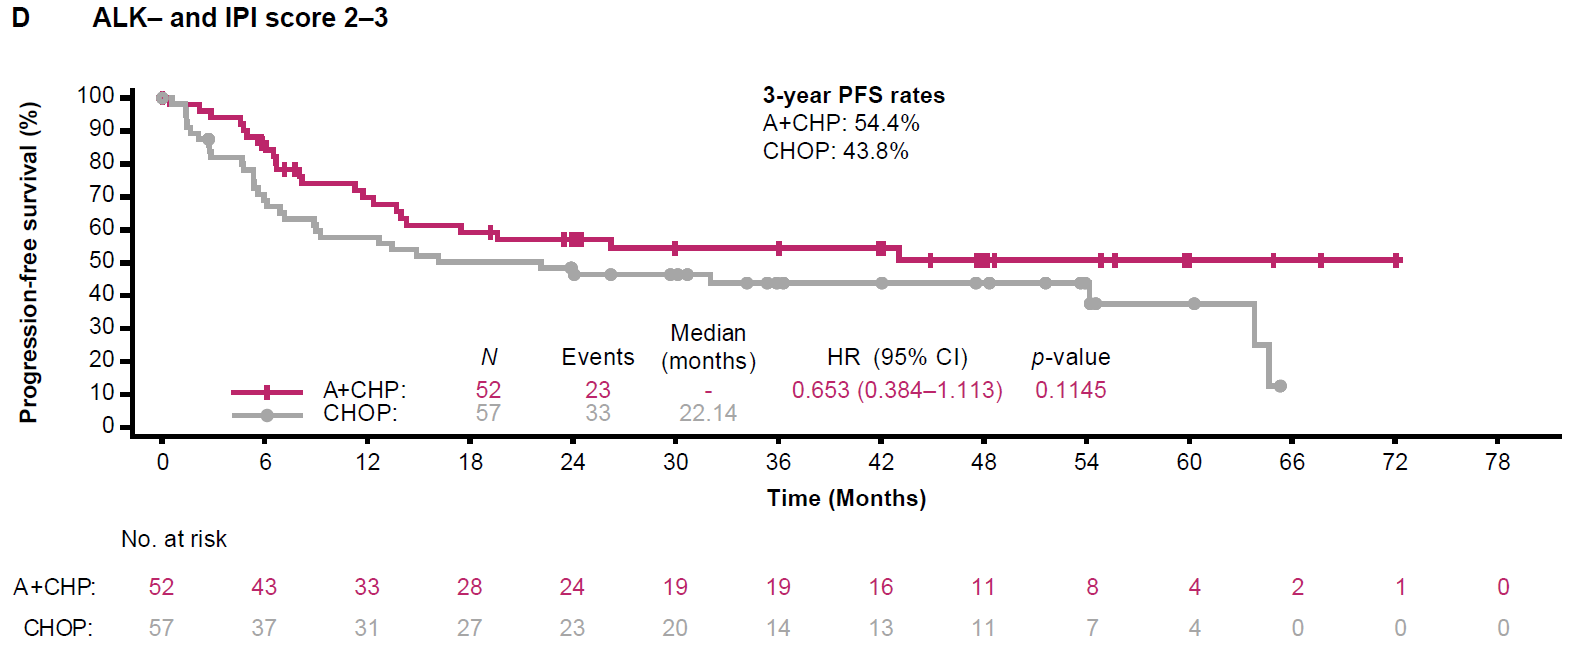 D ALK– and IPI score 2–3
3-year PFS rates
A+CHP: 54.4%
CHOP: 43.8%
Progression-free survival (%)
100
90
80
70
60
50
40
30
20
10
0
N Events Median (months) HR (95% CI) p-value
A+CHP: 52 23 - 0.653 (0.384–1.113) 0.1145
CHOP: 57 33 22.14
0 6 12 18 24 30 36 42 48 54 60 66 72 78
Time (Months)
No. at risk
A+CHP: 52 43 33 28 24 19 19 16 11 8 4 2 1 0
CHOP: 57 37 31 27 23 20 14 13 11 7 4 0 0 0